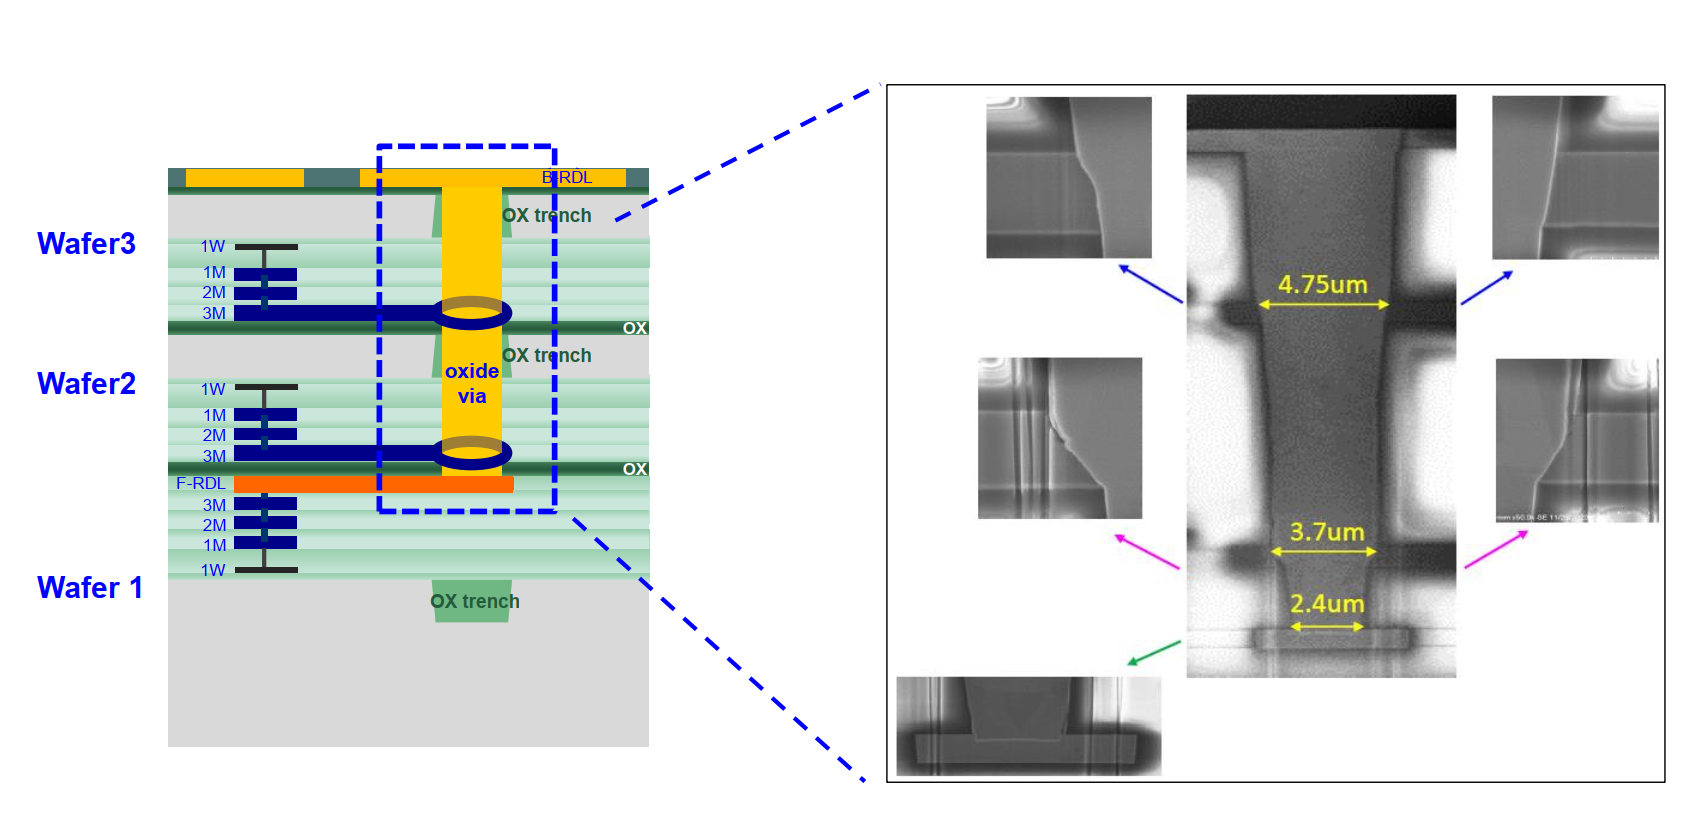 B-RDL
OX trench
Wafer3
1W
1M
2M
3M
OX
OX trench
oxide
via
Wafer2
1W
1M
2M
3M
OX
F-RDL
3M
2M
1M
1W
Wafer 1
OX trench
4.75um
3.7um
2.4um